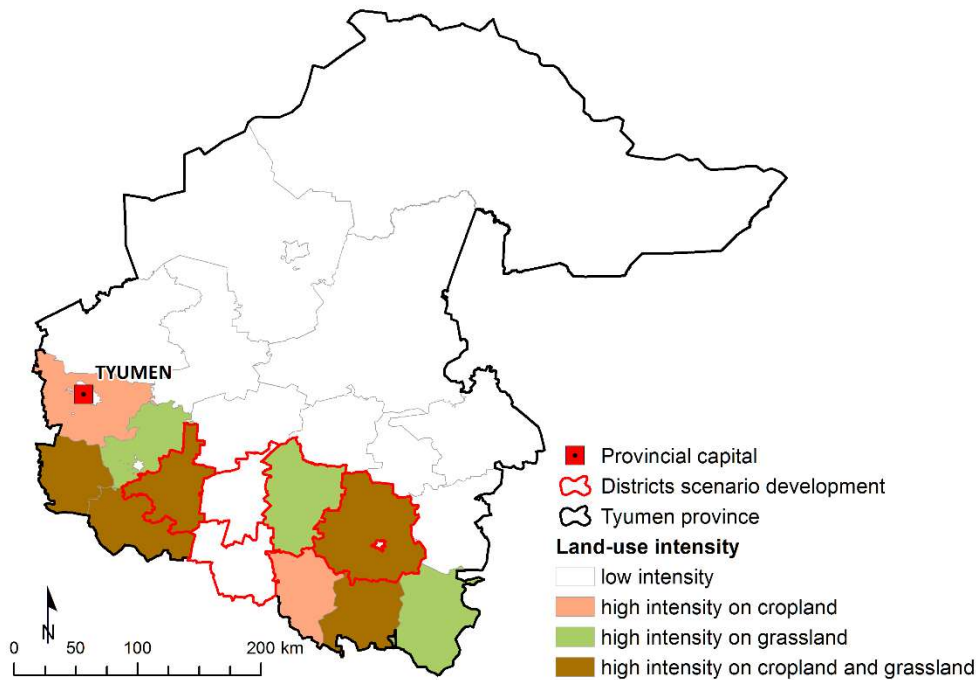 TYUMEN
Provincial capital
Districts scenario development
Tyumen province
Land-use intensity
low intensity
high intensity on cropland
high intensity on grassland
high intensity on cropland and grassland
N
0 50 100 200 km